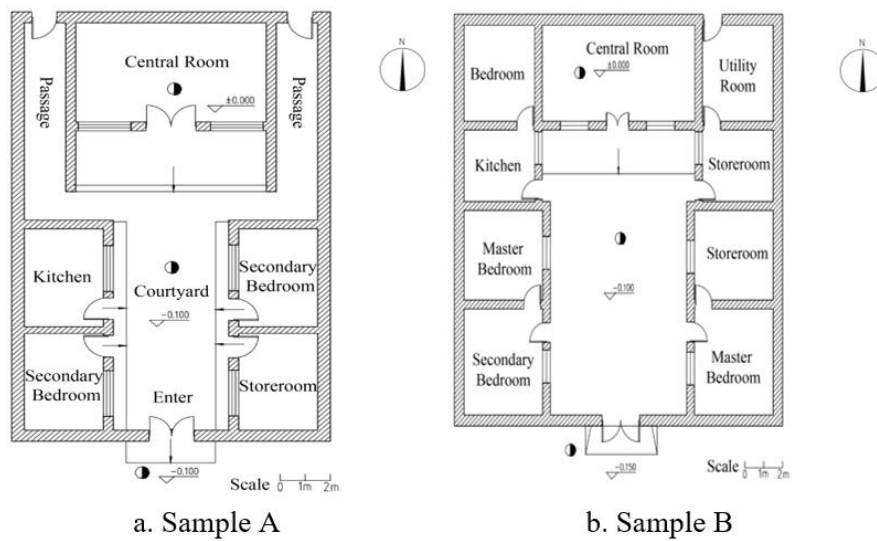 Passage
Central Room
±0.000
Passage
N
Kitchen
Secondary
Bedroom
Courtyard
-0.100
Secondary
Bedroom
Enter
Storeroom
-0.100
Scale 0 1m 2m
a. Sample A
Bedroom
Central Room
±0.000
Utility
Room
N
Kitchen
Storeroom
Master
Bedroom
Storeroom
-0.100
Secondary
Bedroom
Master
Bedroom
-0.150
Scale 0 1m 2m
b. Sample B